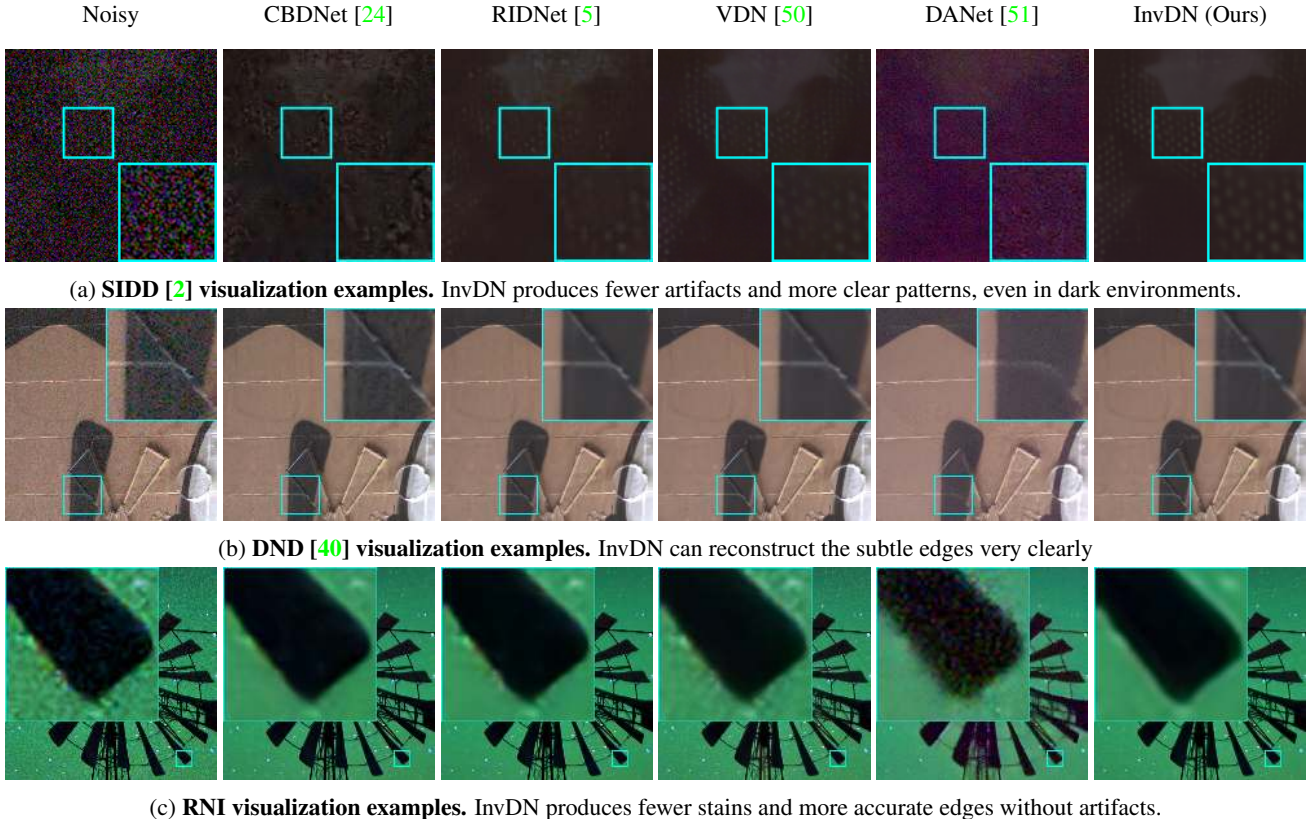 Noisy CBDNet [24] RIDNet [5] VDN [50] DANet [51] InvDN (Ours)
(a) SIDD [2] visualization examples. InvDN produces fewer artifacts and more clear patterns, even in dark environments.
(b) DND [40] visualization examples. InvDN can reconstruct the subtle edges very clearly
(c) RNI visualization examples. InvDN produces fewer stains and more accurate edges without artifacts.